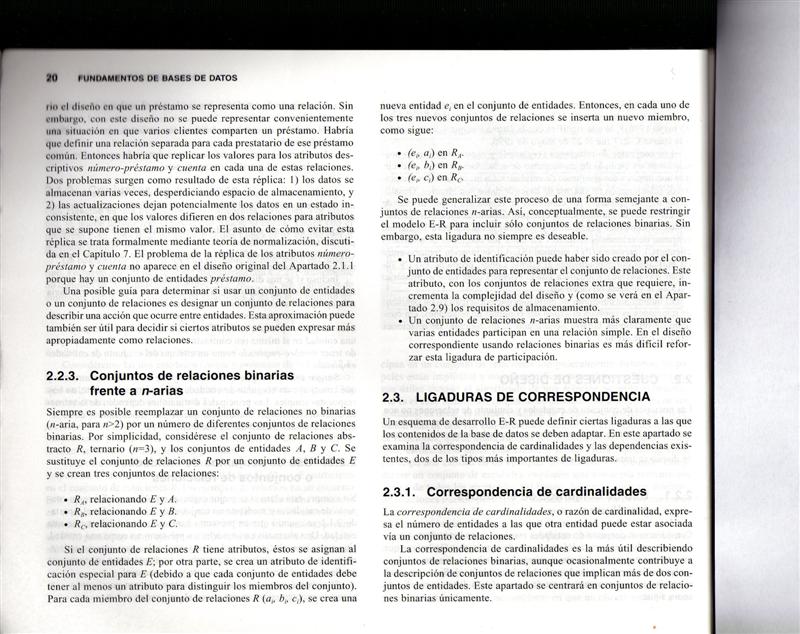 20 FUNDAMENTOS DE BASES DE DATOS
rio el diseño en que un préstamo se representa como una relación. Sin
embargo, con este diseño no se puede representar convenientemente
una situación en que varios clientes comparten un préstamo. Habría
que definir una relación separada para cada prestatario de ese préstamo
común. Entonces habría que replicar los valores para los atributos des-
criptivos número-préstamo y cuenta en cada una de estas relaciones.
Dos problemas surgen como resultado de esta réplica: 1) los datos se
almacenan varias veces, desperdiciando espacio de almacenamiento, y
2) las actualizaciones dejan potencialmente los datos en un estado in-
consistente, en que los valores difieren en dos relaciones para atributos
que se supone tienen el mismo valor. El asunto de cómo evitar esta
réplica se trata formalmente mediante teoría de normalización, discuti-
da en el Capítulo 7. El problema de la réplica de los atributos número-
préstamo y cuenta no aparece en el diseño original del Apartado 2.1.1
porque hay un conjunto de entidades préstamo.
Una posible guía para determinar si usar un conjunto de entidades
o un conjunto de relaciones es designar un conjunto de relaciones para
describir una acción que ocurre entre entidades. Esta aproximación puede
también ser útil para decidir si ciertos atributos se pueden expresar más
apropiadamente como relaciones.
2.2.3. Conjuntos de relaciones binarias
frente a n-arias
Siempre es posible reemplazar un conjunto de relaciones no binarias
(n-aria, para n>2) por un número de diferentes conjuntos de relaciones
binarias. Por simplicidad, considérese el conjunto de relaciones abs-
tracto R, ternario (n=3), y los conjuntos de entidades A, B y C. Se
sustituye el conjunto de relaciones R por un conjunto de entidades E
y se crean tres conjuntos de relaciones:
• R_A, relacionando E y A.
• R_B, relacionando E y B.
• R_C, relacionando E y C.
Si el conjunto de relaciones R tiene atributos, éstos se asignan al
conjunto de entidades E; por otra parte, se crea un atributo de identifi-
cación especial para E (debido a que cada conjunto de entidades debe
tener al menos un atributo para distinguir los miembros del conjunto).
Para cada miembro del conjunto de relaciones R (a_i, b_i, c_i), se crea una
nueva entidad e_i en el conjunto de entidades. Entonces, en cada uno de
los tres nuevos conjuntos de relaciones se inserta un nuevo miembro,
como sigue:
• (e_i, a_i) en R_A.
• (e_i, b_i) en R_B.
• (e_i, c_i) en R_C.
Se puede generalizar este proceso de una forma semejante a con-
juntos de relaciones n-arias. Así, conceptualmente, se puede restringir
el modelo E-R para incluir sólo conjuntos de relaciones binarias. Sin
embargo, esta ligadura no siempre es deseable.
• Un atributo de identificación puede haber sido creado por el con-
junto de entidades para representar el conjunto de relaciones. Este
atributo, con los conjuntos de relaciones extra que requiere, in-
crementa la complejidad del diseño y (como se verá en el Apar-
tado 2.9) los requisitos de almacenamiento.
• Un conjunto de relaciones n-arias muestra más claramente que
varias entidades participan en una relación simple. En el diseño
correspondiente usando relaciones binarias es más difícil refor-
zar esta ligadura de participación.
2.3. LIGADURAS DE CORRESPONDENCIA
Un esquema de desarrollo E-R puede definir ciertas ligaduras a las que
los contenidos de la base de datos se deben adaptar. En este apartado se
examina la correspondencia de cardinalidades y las dependencias exis-
tentes, dos de los tipos más importantes de ligaduras.
2.3.1. Correspondencia de cardinalidades
La correspondencia de cardinalidades, o razón de cardinalidad, expre-
sa el número de entidades a las que otra entidad puede estar asociada
vía un conjunto de relaciones.
La correspondencia de cardinalidades es la más útil describiendo
conjuntos de relaciones binarias, aunque ocasionalmente contribuye a
la descripción de conjuntos de relaciones que implican más de dos con-
juntos de entidades. Este apartado se centrará en conjuntos de relacio-
nes binarias únicamente.